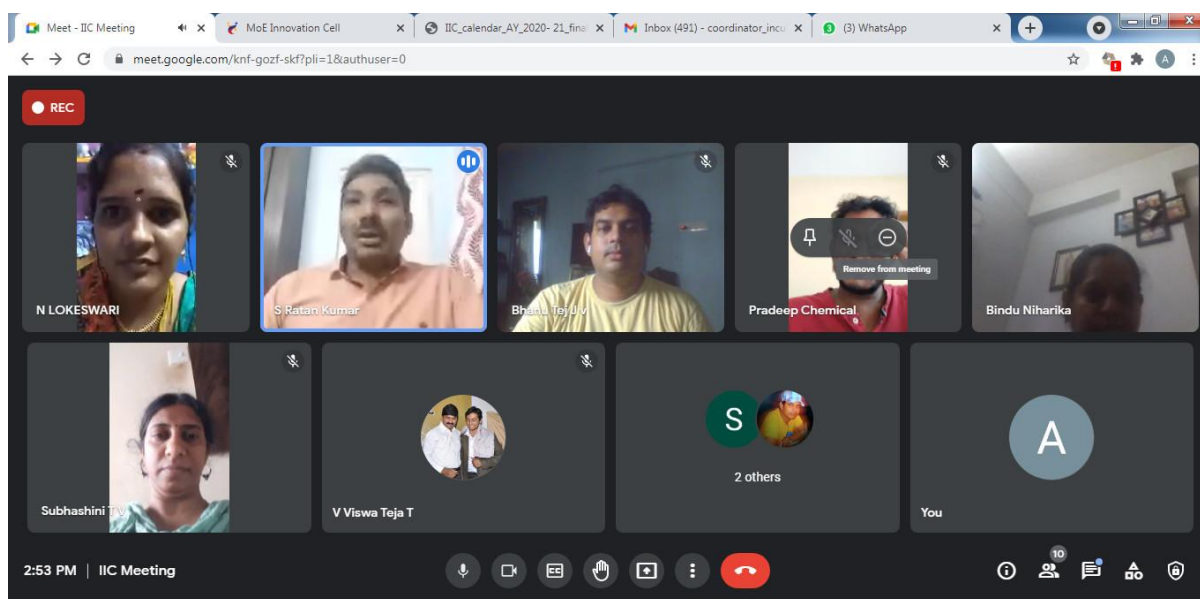 Meet - IIC Meeting
MoE Innovation Cell
IIC_calendar_AY_2020- 21_fina
Inbox (491) - coordinator_incu
(3) WhatsApp
meet.google.com/knf-gozf-skf?pli=1&authuser=0
A
REC
N LOKESWARI
S Ratan Kumar
Bhanu Tej U V
Pradeep Chemical
Remove from meeting
Bindu Niharika
Subhashini T V
V Viswa Teja T
S
2 others
A
You
2:53 PM | IIC Meeting
CC
10